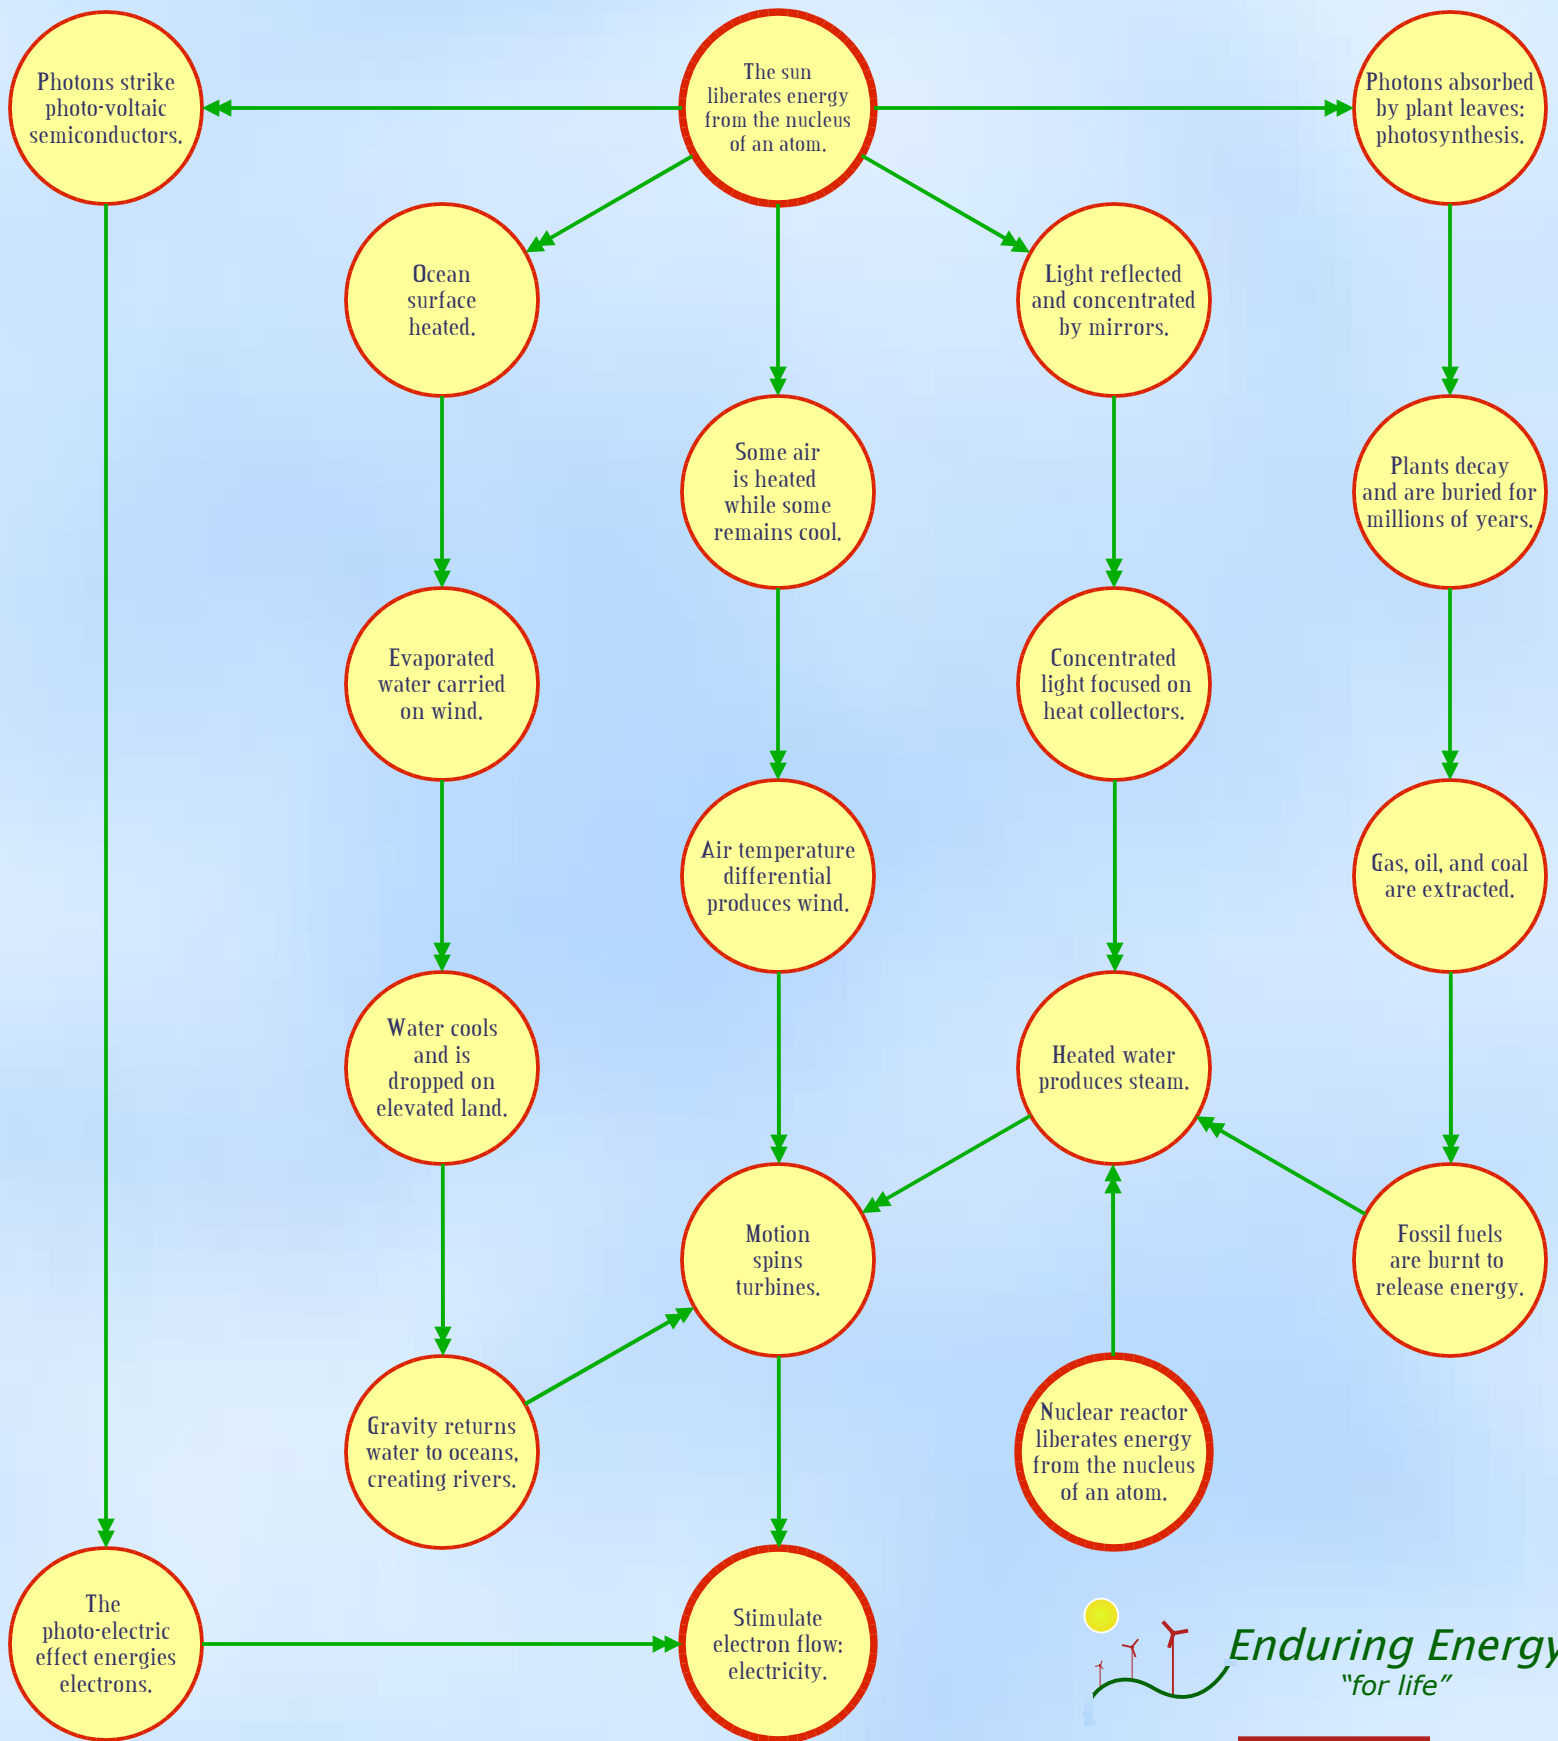 Photons strike
photo-voltaic
semiconductors.
The sun
liberates energy
from the nucleus
of an atom.
Photons absorbed
by plant leaves:
photosynthesis.
Ocean
surface
heated.
Light reflected
and concentrated
by mirrors.
Some air
is heated
while some
remains cool.
Plants decay
and are buried for
millions of years.
Evaporated
water carried
on wind.
Concentrated
light focused on
heat collectors.
Air temperature
differential
produces wind.
Gas, oil, and coal
are extracted.
Water cools
and is
dropped on
elevated land.
Heated water
produces steam.
Motion
spins
turbines.
Fossil fuels
are burnt to
release energy.
Gravity returns
water to oceans,
creating rivers.
Nuclear reactor
liberates energy
from the nucleus
of an atom.
The
photo-electric
effect energies
electrons.
Stimulate
electron flow:
electricity.
Enduring Energy
“for life”